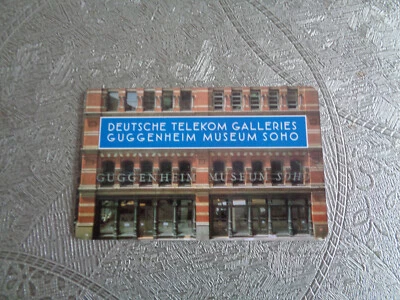 DEUTSCHE TELEKOM GALLERIES
GUGGENHEIM MUSEUM SOHO
GUGGENHEIM MUSEUM SOHO